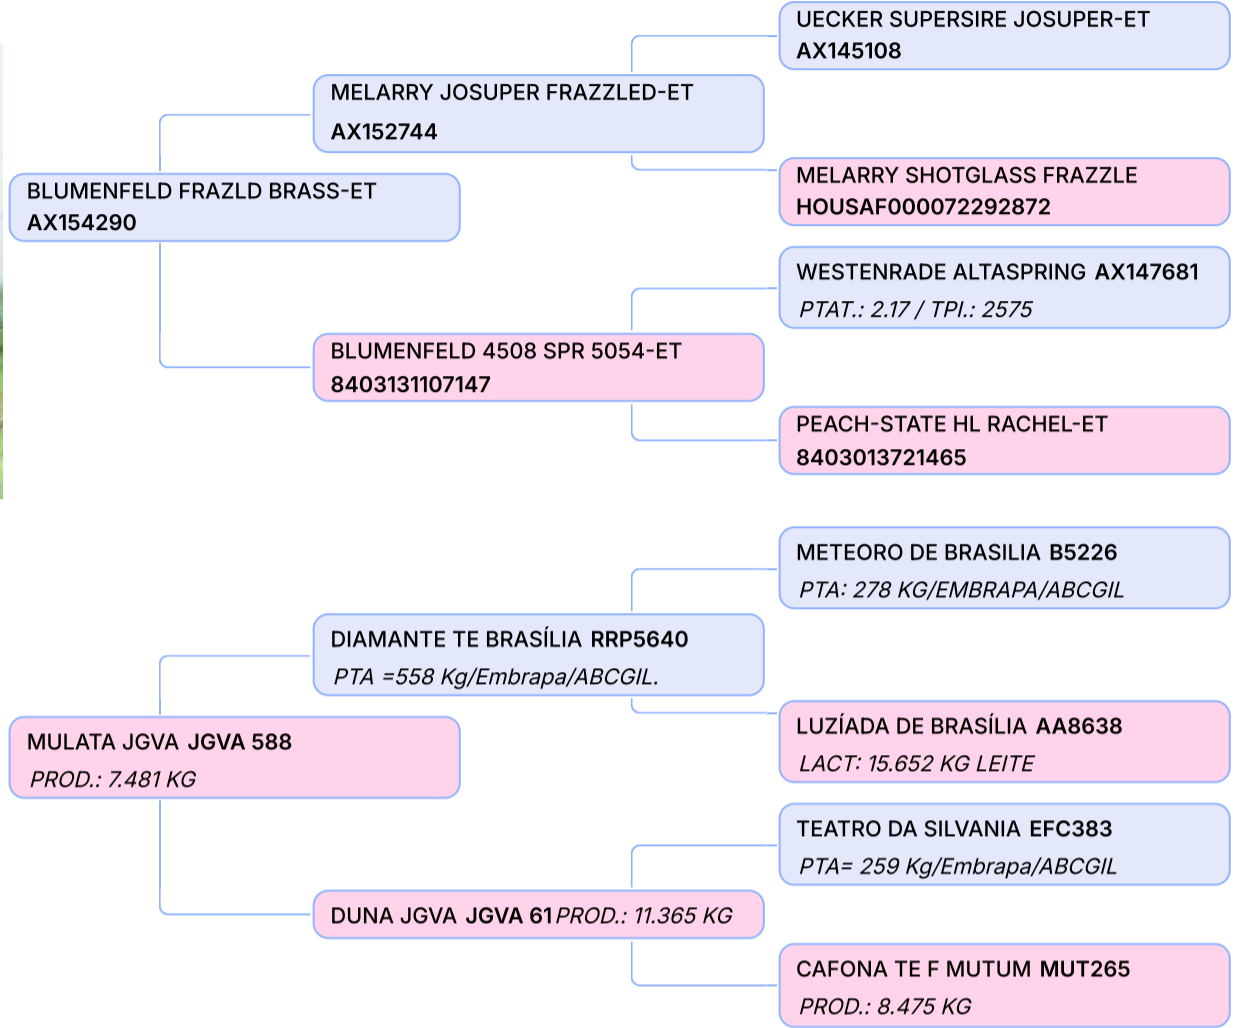 UECKER SUPERSIRE JOSUPER-ET
AX145108
MELARRY JOSUPER FRAZZLED-ET
AX152744
MELARRY SHOTGLASS FRAZZLE
HOUSAF000072292872
BLUMENFELD FRAZLD BRASS-ET
AX154290
WESTENRADE ALTASPRING AX147681
PTAT.: 2.17 / TPI.: 2575
BLUMENFELD 4508 SPR 5054-ET
8403131107147
PEACH-STATE HL RACHEL-ET
8403013721465
METEORO DE BRASILIA B5226
PTA: 278 KG/EMBRAPA/ABCGIL
DIAMANTE TE BRASÍLIA RRP5640
PTA =558 Kg/Embrapa/ABCGIL.
LUZÍADA DE BRASÍLIA AA8638
LACT: 15.652 KG LEITE
MULATA JGVA JGVA 588
PROD.: 7.481 KG
TEATRO DA SILVANIA EFC383
PTA= 259 Kg/Embrapa/ABCGIL
DUNA JGVA JGVA 61 PROD.: 11.365 KG
CAFONA TE F MUTUM MUT265
PROD.: 8.475 KG